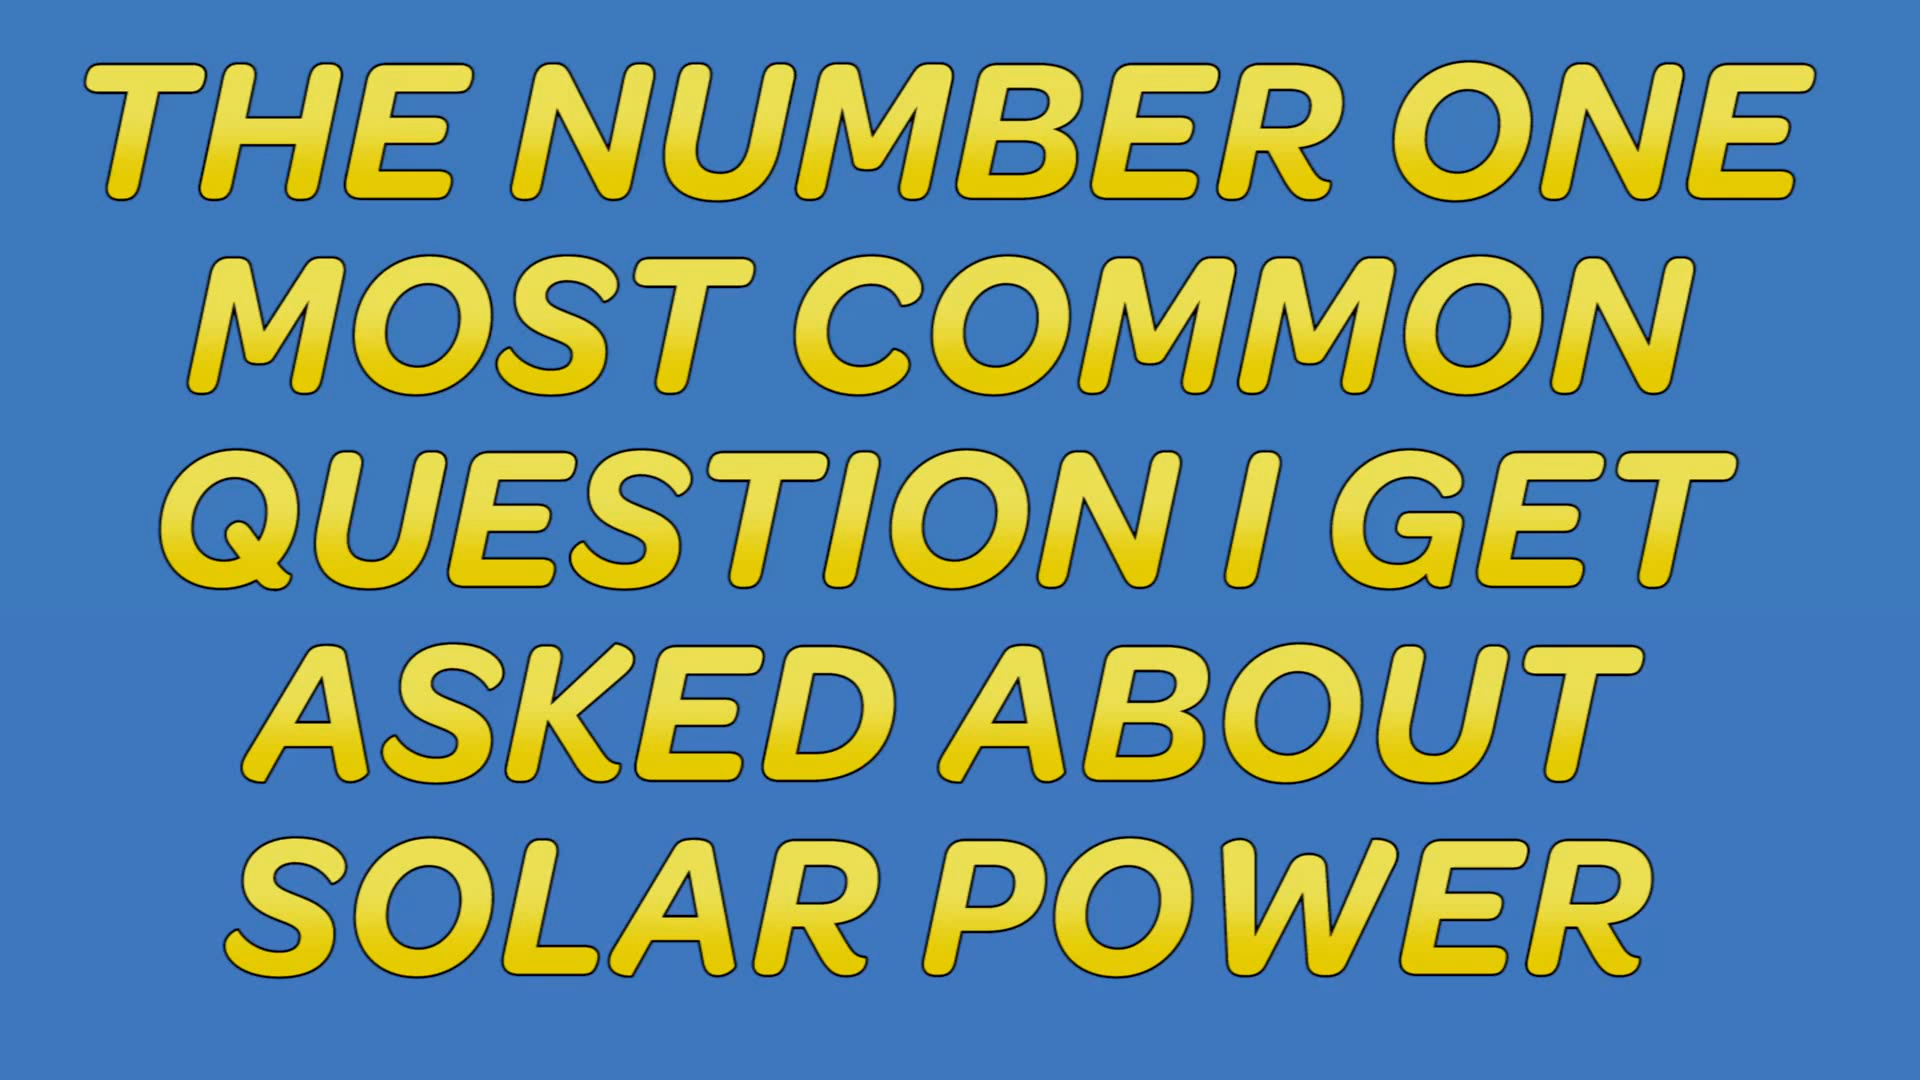 THE NUMBER ONE
MOST COMMON
QUESTION I GET
ASKED ABOUT
SOLAR POWER